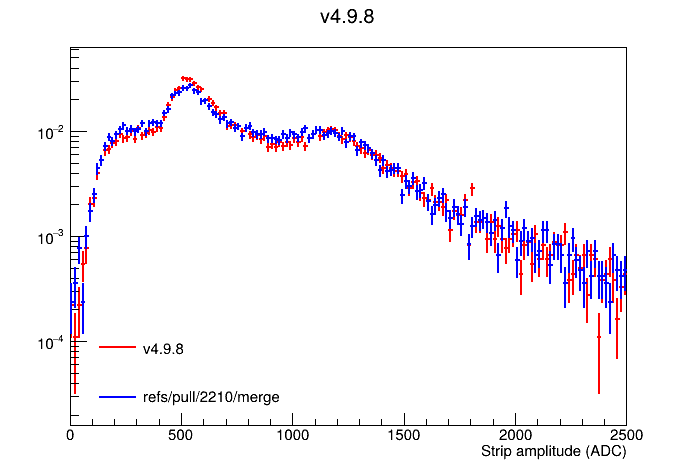 v4.9.8
10−2
10−3
10−4
v4.9.8
refs/pull/2210/merge
0 500 1000 1500 2000 2500
Strip amplitude (ADC)